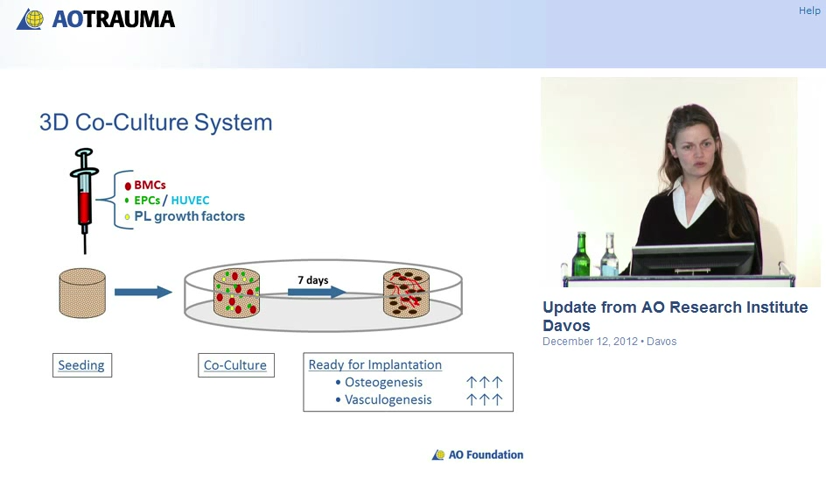 AOTRAUMA
Help
3D Co-Culture System
BMCs
EPCs / HUVEC
PL growth factors
7 days
Seeding
Co-Culture
Ready for Implantation
• Osteogenesis ↑↑↑
• Vasculogenesis ↑↑↑
AO Foundation
Update from AO Research Institute
Davos
December 12, 2012 • Davos